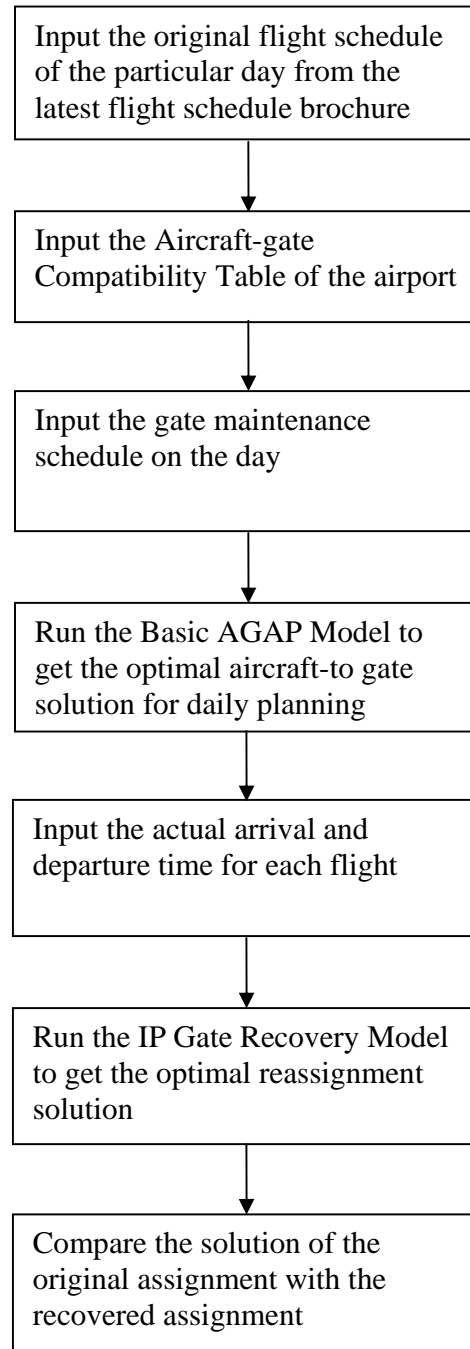 Input the original flight schedule
of the particular day from the
latest flight schedule brochure
Input the Aircraft-gate
Compatibility Table of the airport
Input the gate maintenance
schedule on the day
Run the Basic AGAP Model to
get the optimal aircraft-to gate
solution for daily planning
Input the actual arrival and
departure time for each flight
Run the IP Gate Recovery Model
to get the optimal reassignment
solution
Compare the solution of the
original assignment with the
recovered assignment